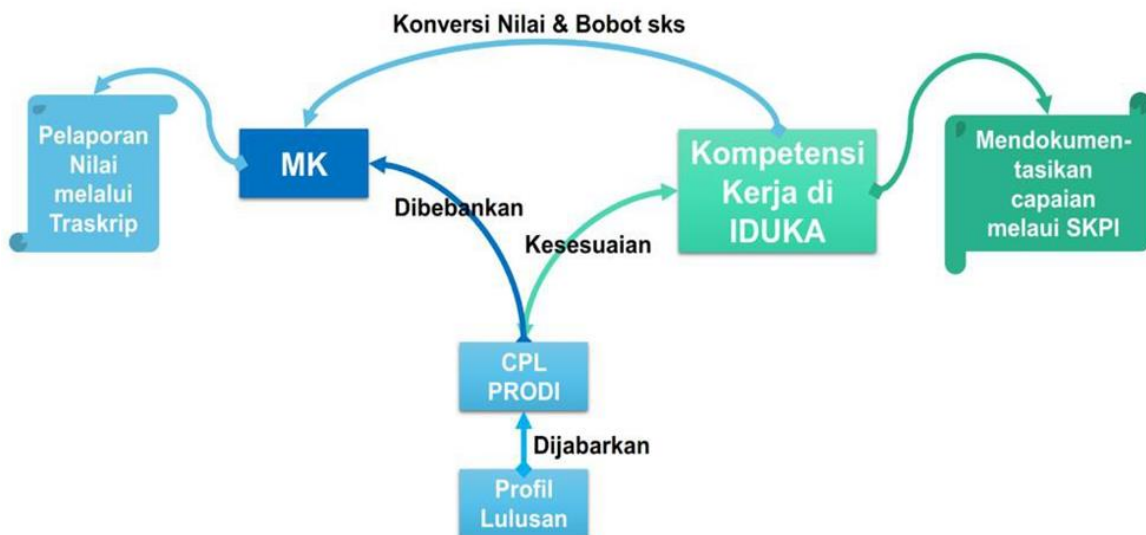 Konversi Nilai & Bobot sks
Pelaporan
Nilai
melalui
Traskrip
MK
Kompetensi
Kerja di
IDUKA
Mendokumen-
tasikan
capaian
melaui SKPI
Dibebankan
Kesesuaian
CPL
PRODI
Dijabarkan
Profil
Lulusan